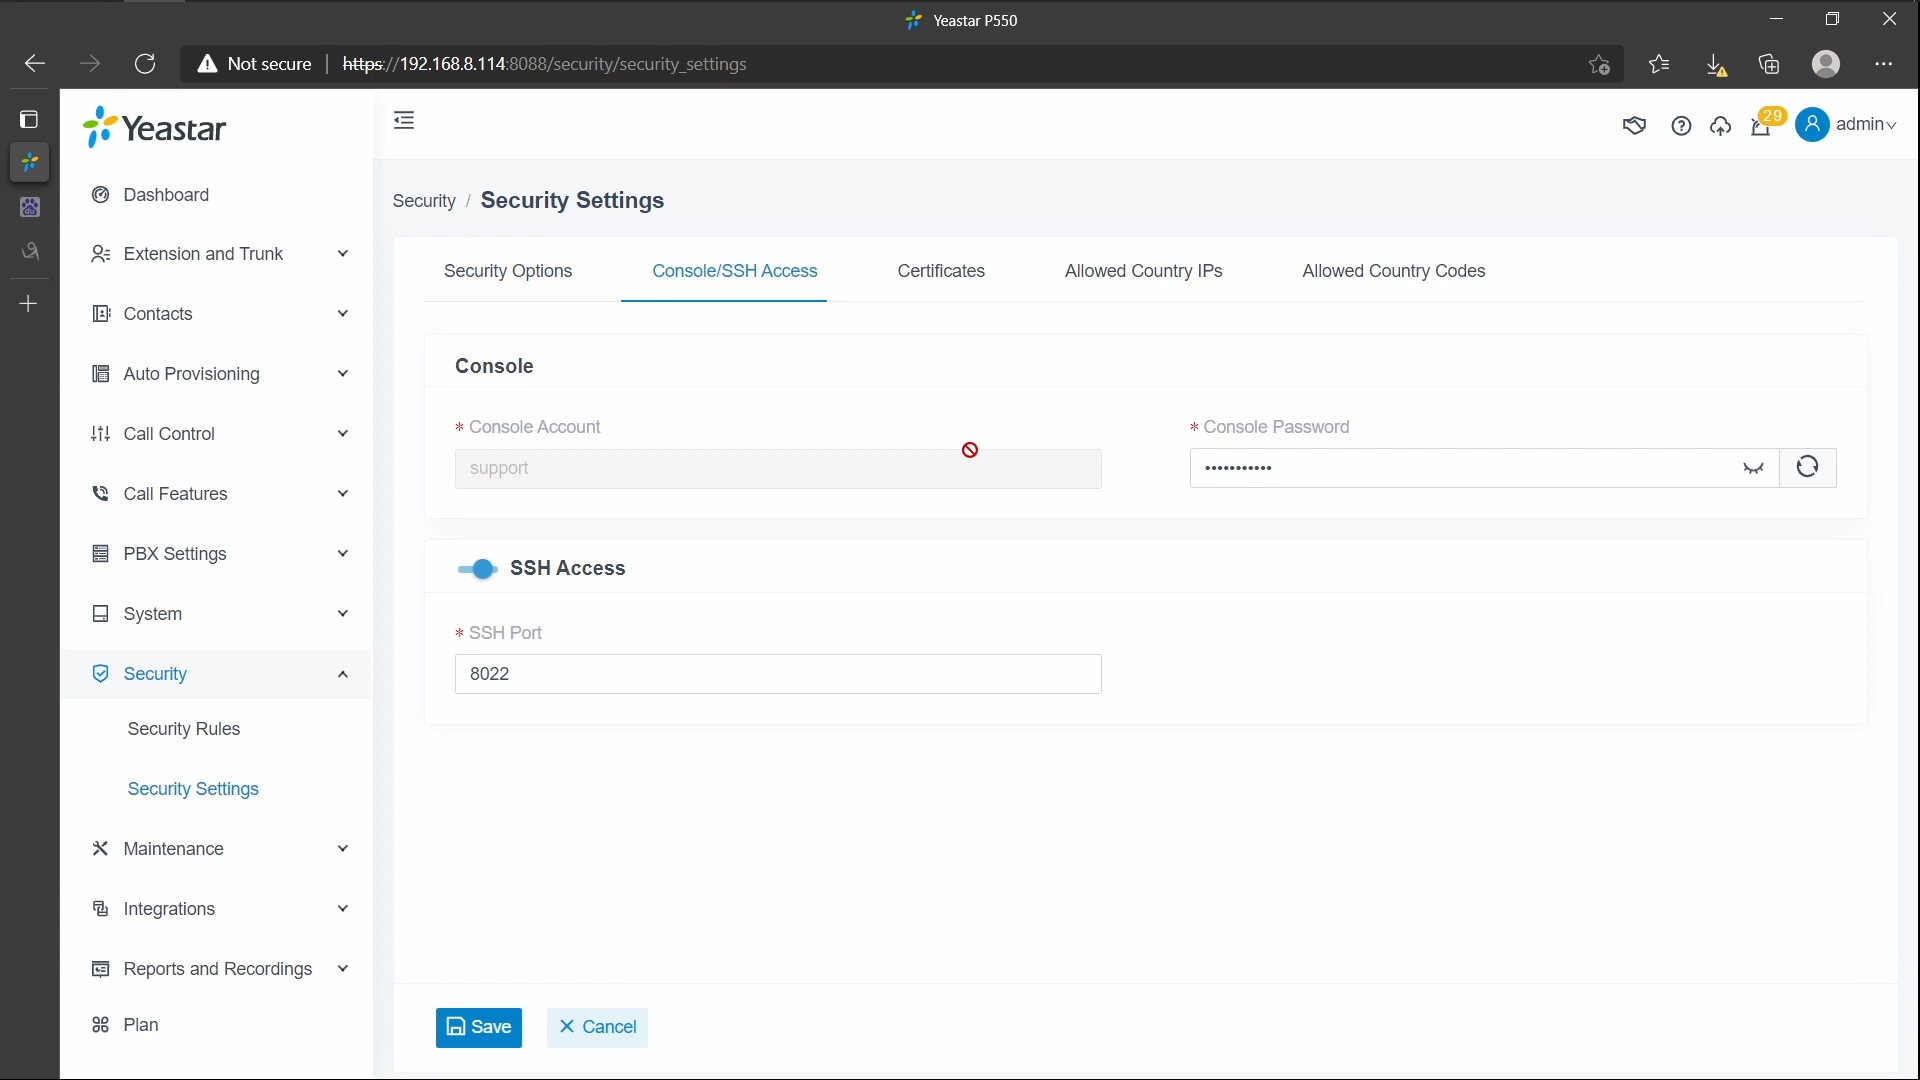 Yeastar P550
Not secure https://192.168.8.114:8088/security/security_settings
Yeastar
29
admin
Dashboard
Extension and Trunk
Contacts
Auto Provisioning
Call Control
Call Features
PBX Settings
System
Security
Security Rules
Security Settings
Maintenance
Integrations
Reports and Recordings
Plan
Security / Security Settings
Security Options Console/SSH Access Certificates Allowed Country IPs Allowed Country Codes
Console
* Console Account
support
* Console Password
•••••••••••
SSH Access
* SSH Port
8022
Save Cancel